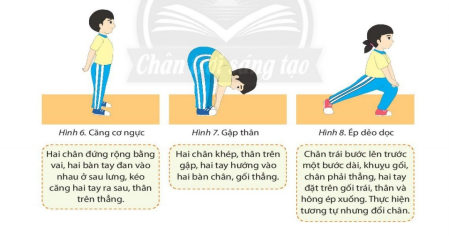 Chân trời sáng tạo
Hình 6. Căng cơ ngực
Hình 7. Gập thân
Hình 8. Ép dẻo dọc
Hai chân đứng rộng bằng
vai, hai bàn tay đan vào
nhau ở sau lưng, kéo
căng hai tay ra sau, thân
trên thẳng.
Hai chân khép, thân trên
gập, hai tay hướng vào
hai bàn chân, gối thẳng.
Chân trái bước lên trước
một bước dài, khuỵu gối,
chân phải thẳng, hai tay
đặt trên gối trái, thân và
hông ép xuống. Thực hiện
tương tự nhưng đổi chân.